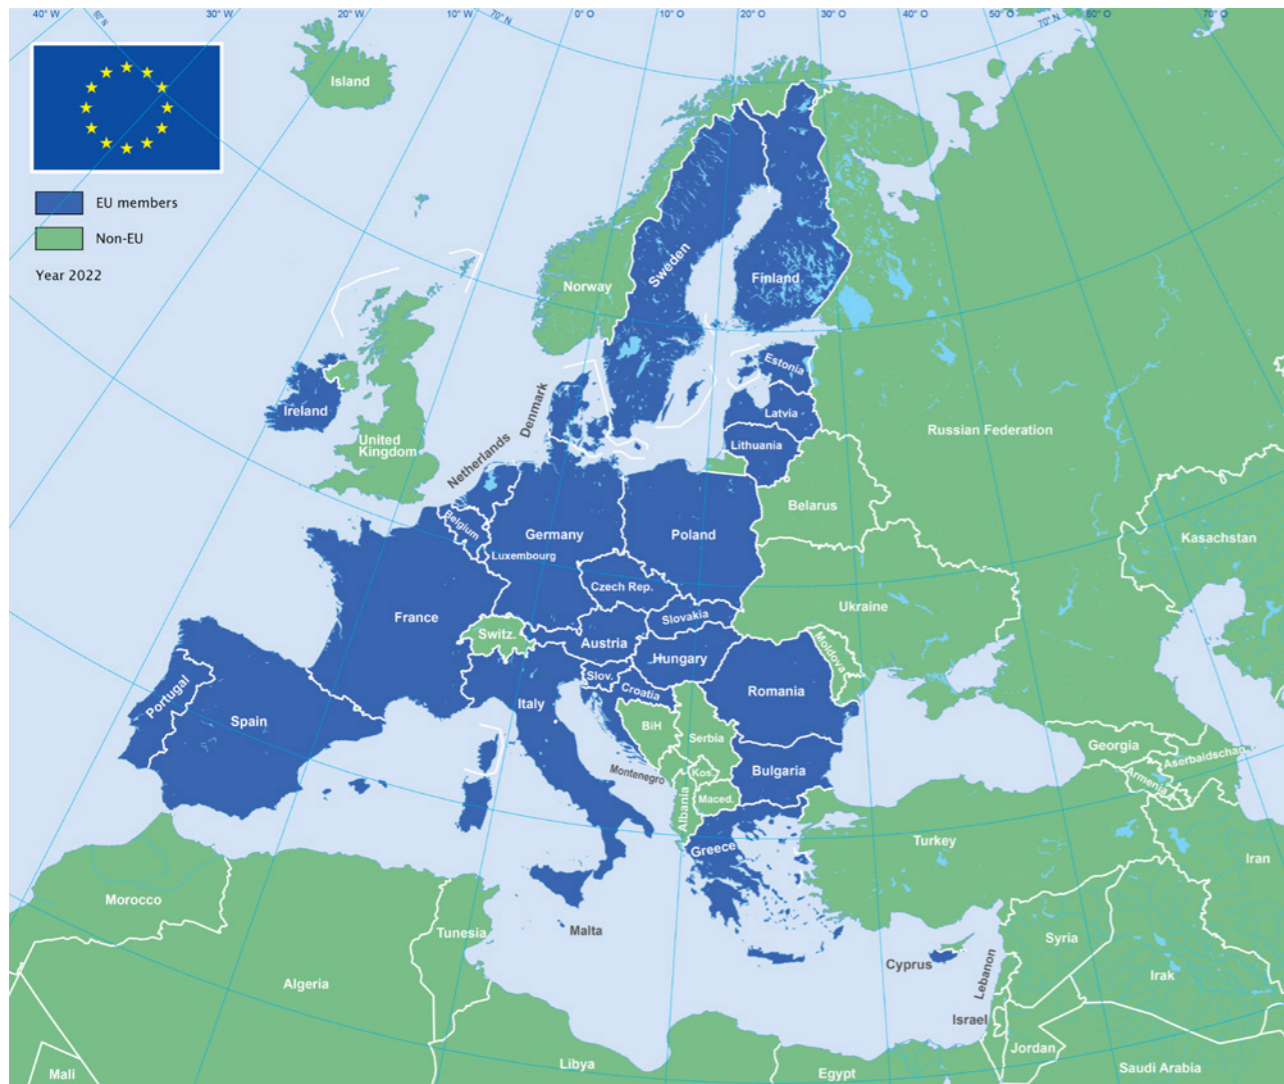 40° W
60° N
30° W
20° W
10° W
70° N
0° O
10° O
20° O
30° O
40° O
50° O
70° N
60° O
70° O
EU members
Non-EU
Year 2022
Island
Norway
Sweden
Finland
Estonia
Latvia
Lithuania
Denmark
Netherlands
Ireland
United
Kingdom
Russian Federation
Belarus
Belgium
Germany
Poland
Luxembourg
Kasachstan
Czech Rep.
Ukraine
France
Slovakia
Switz.
Austria
Moldova
Hungary
Slov.
Croatia
Romania
Portugal
Spain
Italy
BiH
Serbia
Georgia
Aserbaidschan
Montenegro
Kos.
Bulgaria
Armenia
Albania
Maced.
Greece
Turkey
Iran
Morocco
Malta
Tunesia
Syria
Cyprus
Lebanon
Irak
Algeria
Israel
Jordan
Libya
Egypt
Saudi Arabia
Mali